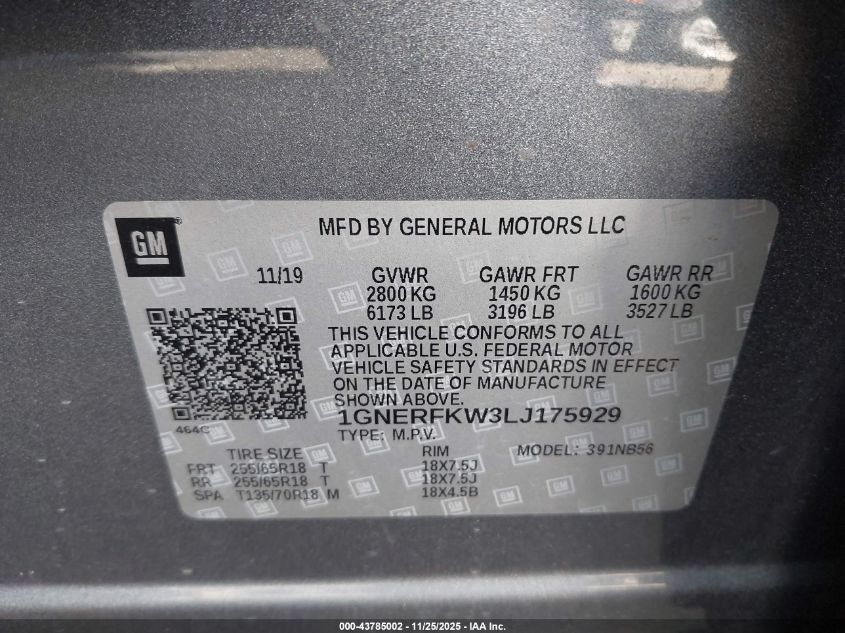 GM
MFD BY GENERAL MOTORS LLC
11/19 GVWR GAWR FRT GAWR RR
2800 KG 1450 KG 1600 KG
6173 LB 3196 LB 3527 LB
THIS VEHICLE CONFORMS TO ALL
APPLICABLE U.S. FEDERAL MOTOR
VEHICLE SAFETY STANDARDS IN EFFECT
ON THE DATE OF MANUFACTURE
SHOWN ABOVE.
464C
1GNERFKW3LJ175929
TYPE: M.P.V.
TIRE SIZE RIM MODEL: 391NB56
FRT 255/65R18 T 18X7.5J
RR 255/65R18 T 18X7.5J
SPA T135/70R18 M 18X4.5B
000-43785002 - 11/25/2025 - IAA Inc.